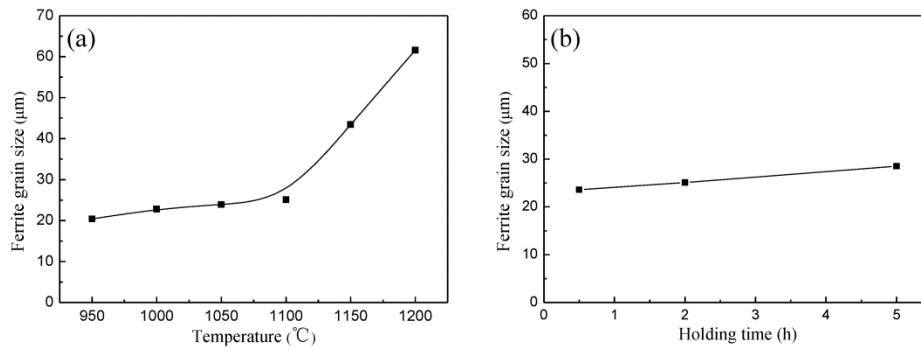 (a)
Ferrite grain size (μm)
70
60
50
40
30
20
10
0
950 1000 1050 1100 1150 1200
Temperature (℃)
(b)
Ferrite grain size (μm)
60
50
40
30
20
10
0
0 1 2 3 4 5
Holding time (h)